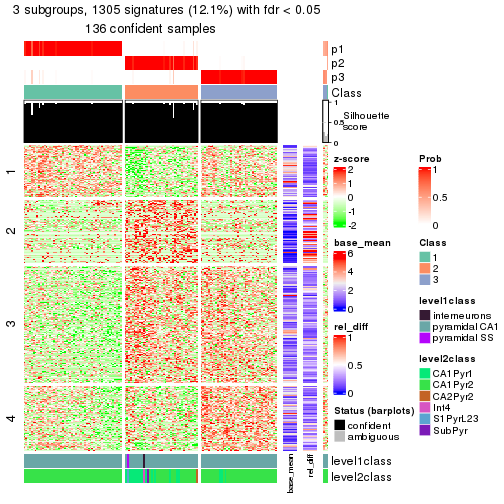 3 subgroups, 1305 signatures (12.1%) with fdr < 0.05
136 confident samples
p1
p2
p3
Class
1
0.5
0
Silhouette
score
1
2
3
4
z-score
2
1
0
-1
-2
base_mean
6
5
4
3
2
1
0
rel_diff
1
0.5
0
Status (barplots)
confident
ambiguous
Prob
1
0.5
0
Class
1
2
3
level1class
interneurons
pyramidal CA1
pyramidal SS
level2class
CA1Pyr1
CA1Pyr2
CA2Pyr2
Int4
S1PyrL23
SubPyr
level1class
level2class
base_mean
rel_diff